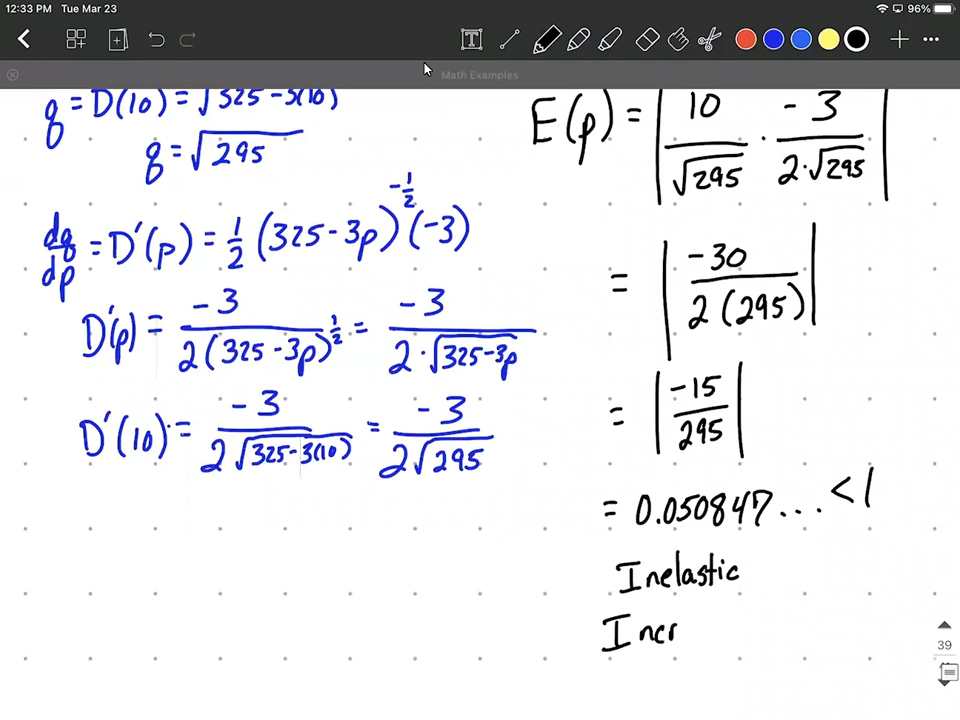 12:33 PM Tue Mar 23
96%
Math Examples
q = D(10) = √325-3(10)
q = √295
dq/dp = D'(p) = 1/2 (325-3p)^-1/2 (-3)
D'(p) = -3 / 2(325-3p)^1/2 = -3 / 2·√325-3p
D'(10) = -3 / 2√325-3(10) = -3 / 2√295
E(p) = | 10/√295 · -3/2·√295 |
= | -30 / 2(295) |
= | -15/295 |
= 0.050847... < 1
Inelastic
Incr
39